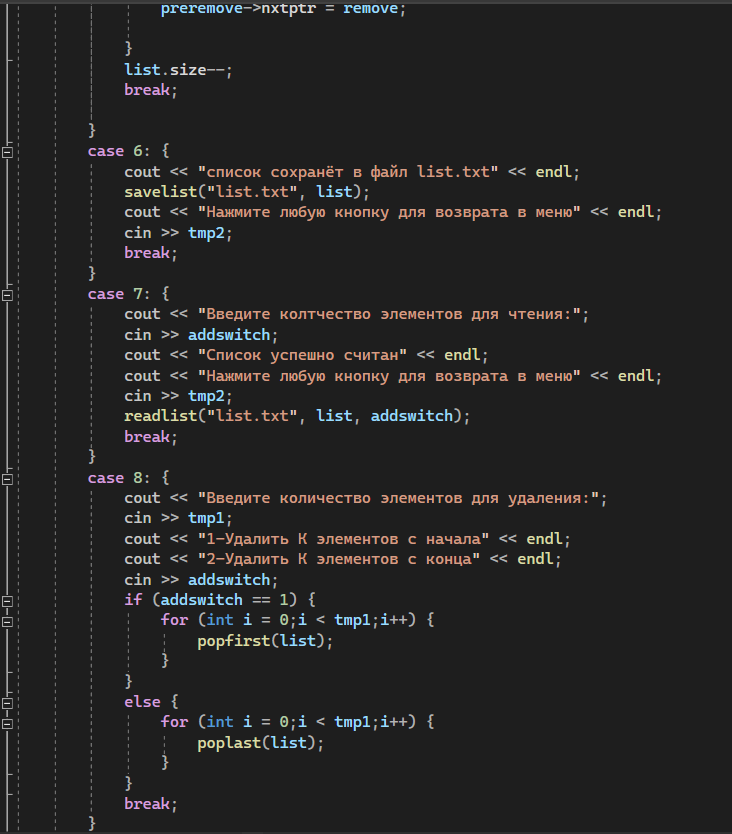 preremove->nxtptr = remove;
}
list.size--;
break;
}
case 6: {
cout << "список сохранёт в файл list.txt" << endl;
savelist("list.txt", list);
cout << "Нажмите любую кнопку для возврата в меню" << endl;
cin >> tmp2;
break;
}
case 7: {
cout << "Введите колтчество элементов для чтения:";
cin >> addswitch;
cout << "Список успешно считан" << endl;
cout << "Нажмите любую кнопку для возврата в меню" << endl;
cin >> tmp2;
readlist("list.txt", list, addswitch);
break;
}
case 8: {
cout << "Введите количество элементов для удаления:";
cin >> tmp1;
cout << "1-Удалить К элементов с начала" << endl;
cout << "2-Удалить К элементов с конца" << endl;
cin >> addswitch;
if (addswitch == 1) {
for (int i = 0;i < tmp1;i++) {
popfirst(list);
}
}
else {
for (int i = 0;i < tmp1;i++) {
poplast(list);
}
}
break;
}